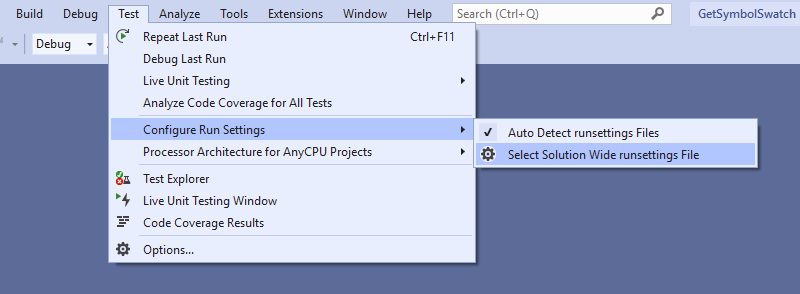 Build Debug Test Analyze Tools Extensions Window Help Search (Ctrl+Q) GetSymbolSwatch
Debug
Repeat Last Run Ctrl+F11
Debug Last Run
Live Unit Testing
Analyze Code Coverage for All Tests
Configure Run Settings
Auto Detect runsettings Files
Processor Architecture for AnyCPU Projects
Select Solution Wide runsettings File
Test Explorer
Live Unit Testing Window
Code Coverage Results
Options...